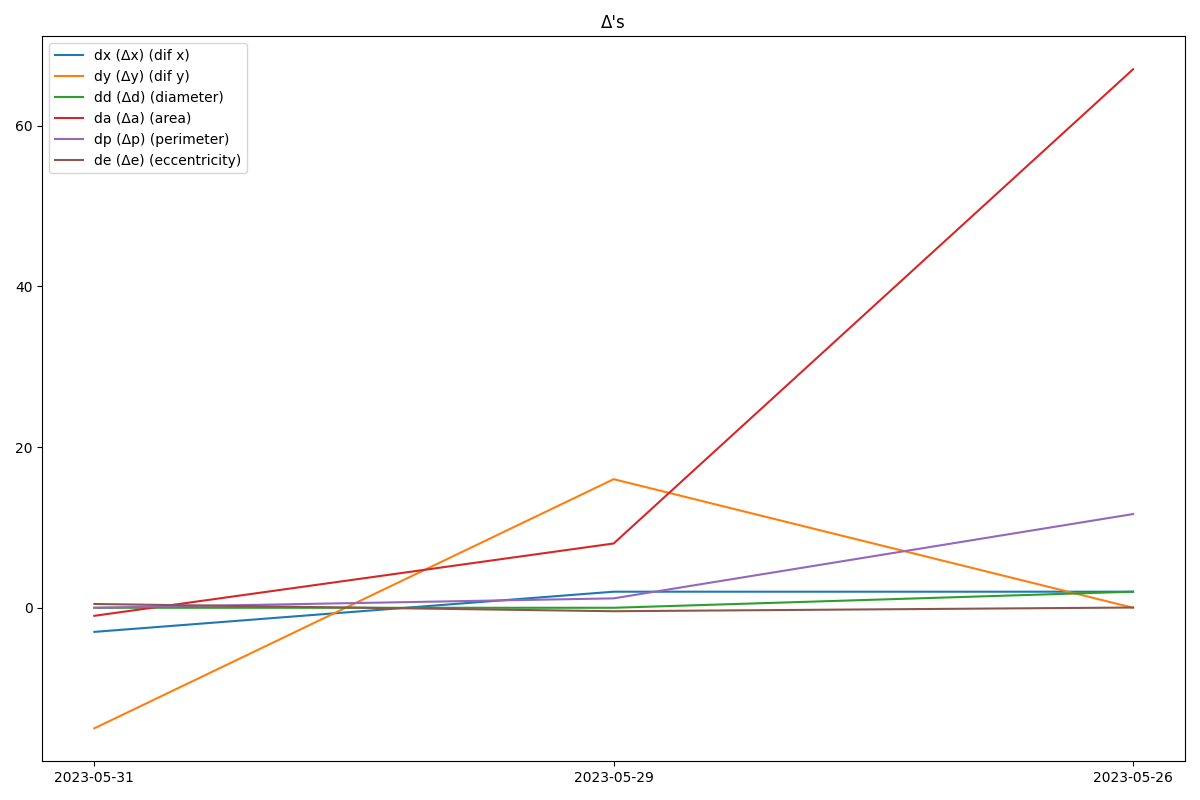 Δ's
dx (Δx) (dif x)
dy (Δy) (dif y)
dd (Δd) (diameter)
da (Δa) (area)
dp (Δp) (perimeter)
de (Δe) (eccentricity)
60
40
20
0
2023-05-31 2023-05-29 2023-05-26